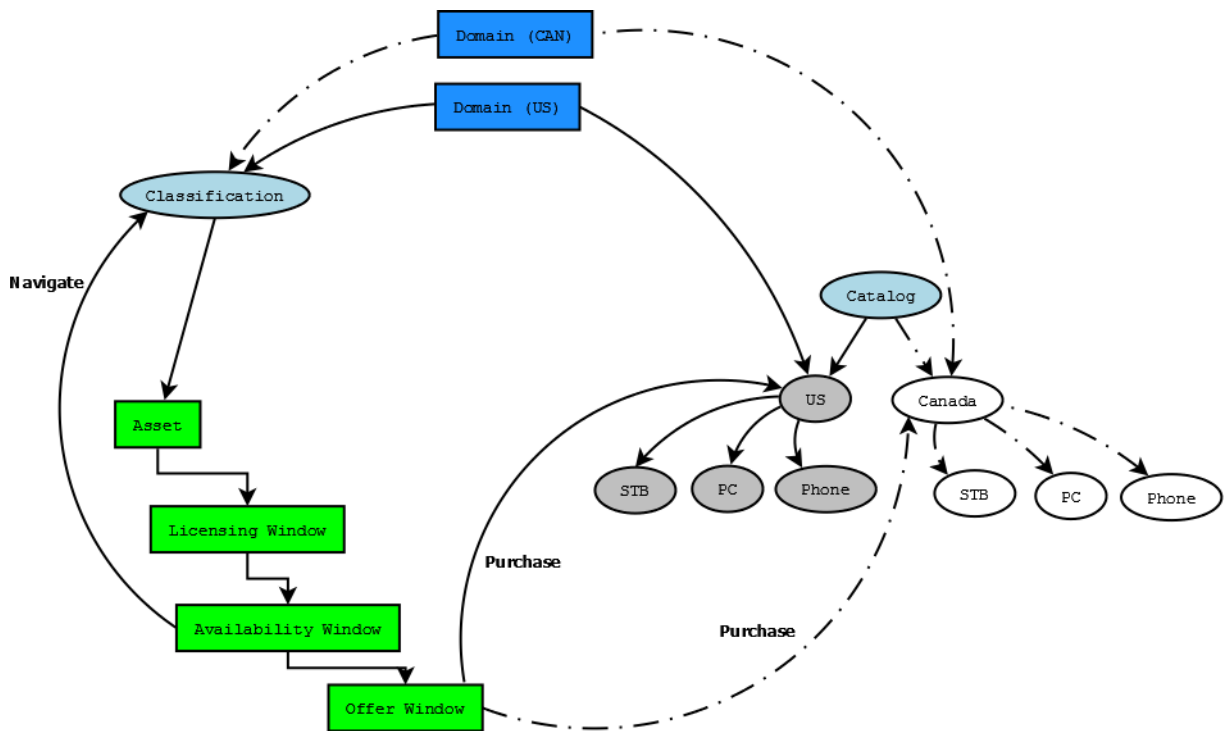 Domain (CAN)
Domain (US)
Classification
Navigate
Catalog
US
Canada
Asset
STB
PC
Phone
STB
PC
Phone
Licensing Window
Purchase
Availability Window
Purchase
Offer Window